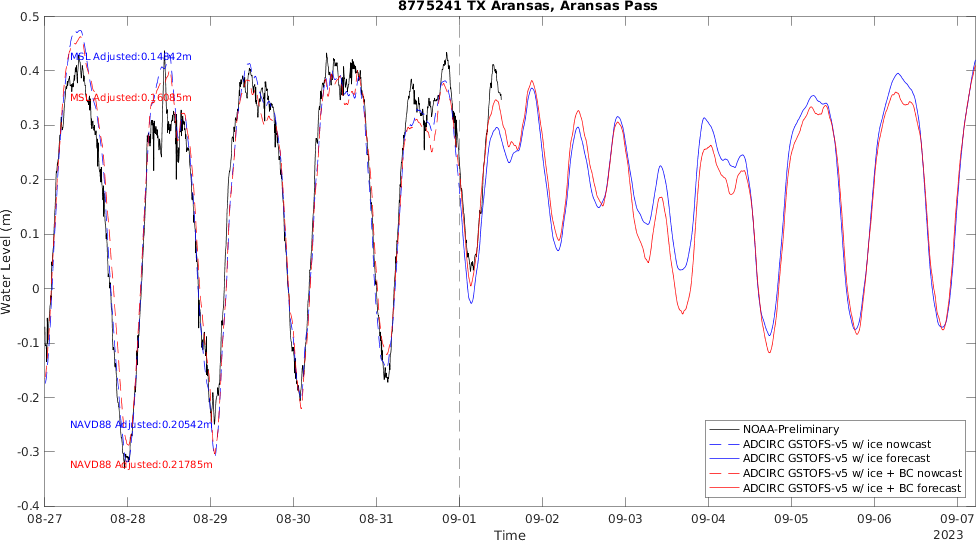 8775241 TX Aransas, Aransas Pass
0.5
0.4
0.3
0.2
0.1
0
-0.1
-0.2
-0.3
-0.4
Water Level (m)
MSL Adjusted:0.14842m
MSL Adjusted:0.16085m
NAVD88 Adjusted:0.20542m
NAVD88 Adjusted:0.21785m
NOAA-Preliminary
ADCIRC GSTOFS-v5 w/ ice nowcast
ADCIRC GSTOFS-v5 w/ ice forecast
ADCIRC GSTOFS-v5 w/ ice + BC nowcast
ADCIRC GSTOFS-v5 w/ ice + BC forecast
08-27 08-28 08-29 08-30 08-31 09-01 09-02 09-03 09-04 09-05 09-06 09-07
2023
Time